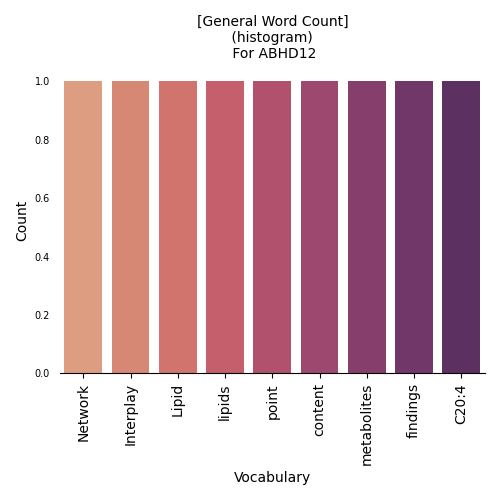 [General Word Count]
(histogram)
For ABHD12
1.0
0.8
0.6
0.4
0.2
0.0
Count
Network
Interplay
Lipid
lipids
point
content
metabolites
findings
C20:4
Vocabulary